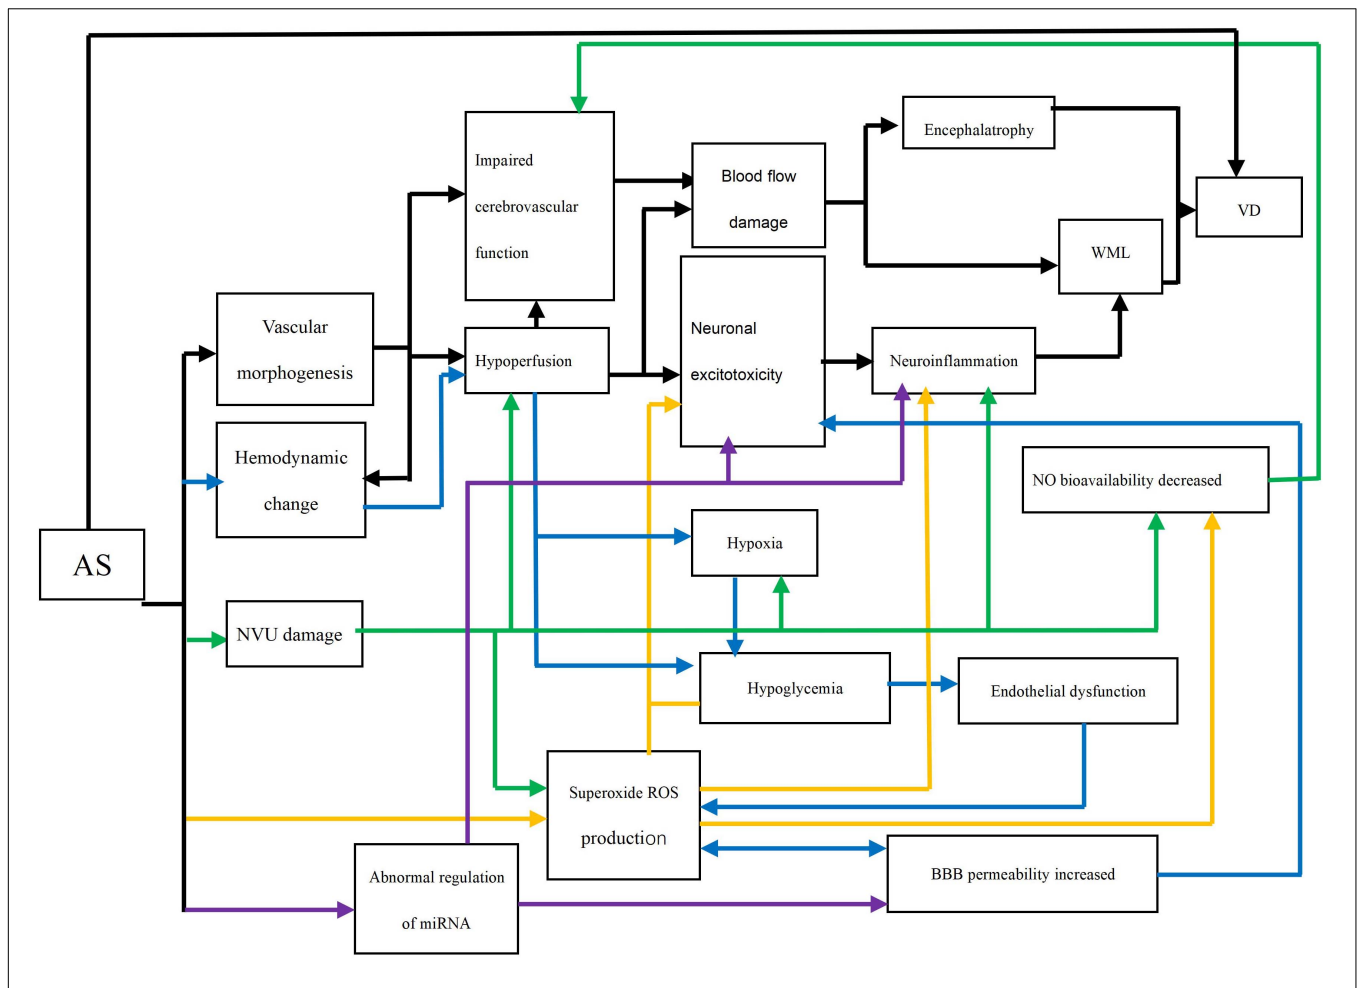 Encephalatrophy
Impaired
cerebrovascular
function
Blood flow
damage
VD
WML
Vascular
morphogenesis
Hypoperfusion
Neuronal
excitotoxicity
Neuroinflammation
Hemodynamic
change
NO bioavailability decreased
AS
Hypoxia
NVU damage
Hypoglycemia
Endothelial dysfunction
Superoxide ROS
production
Abnormal regulation
of miRNA
BBB permeability increased